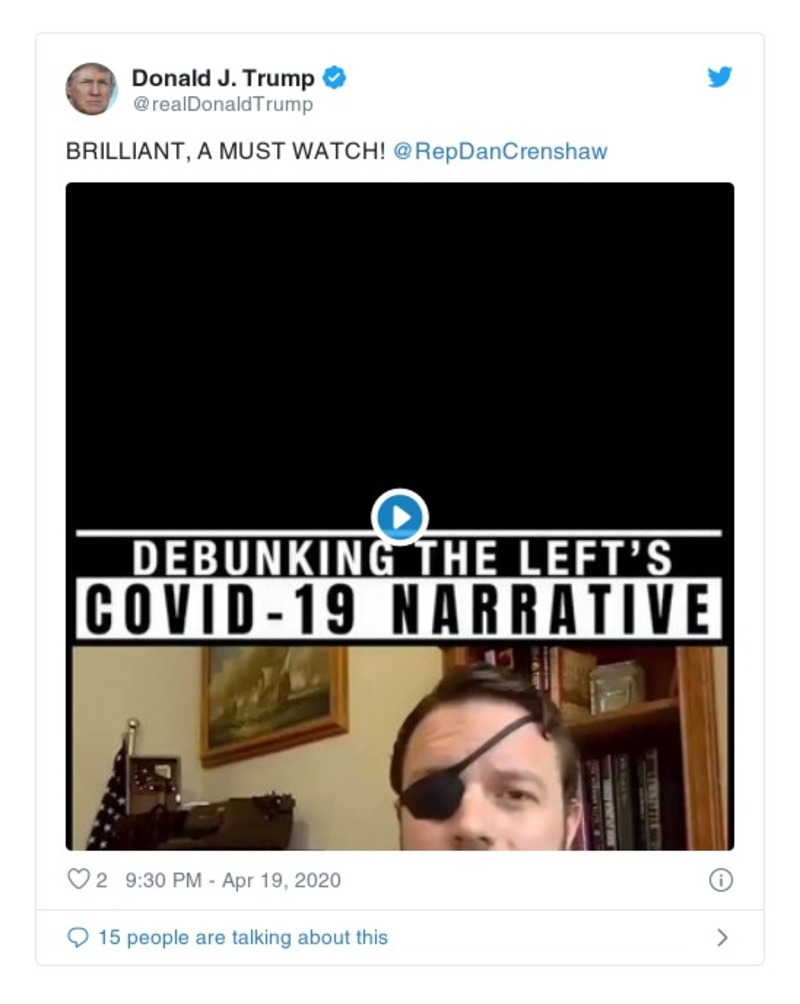 Donald J. Trump
@realDonaldTrump
BRILLIANT, A MUST WATCH! @RepDanCrenshaw
DEBUNKING THE LEFT'S
COVID-19 NARRATIVE
2 9:30 PM - Apr 19, 2020
15 people are talking about this